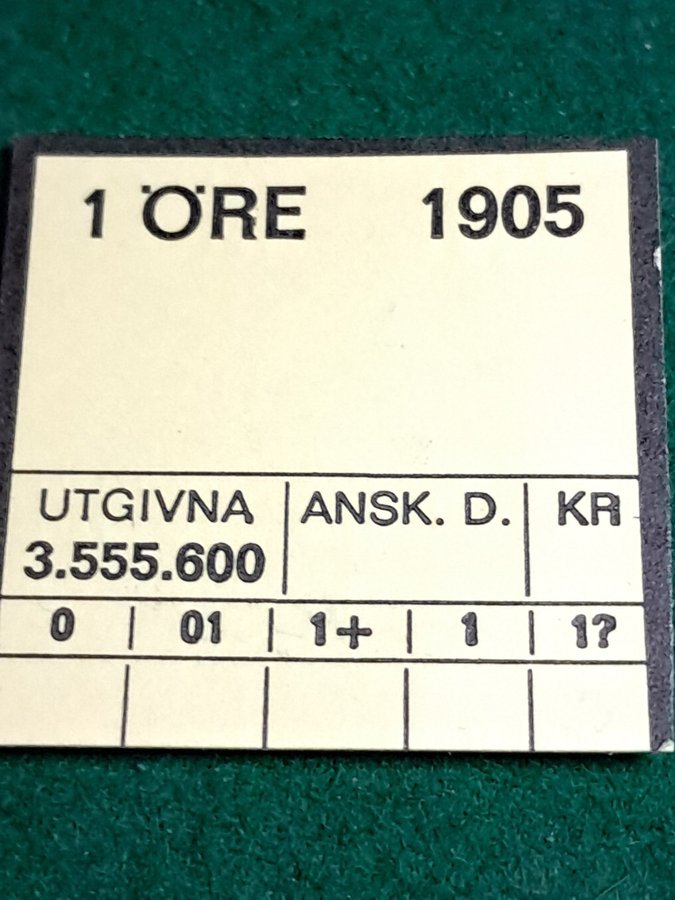 1 ÖRE 1905
UTGIVNA ANSK. D. KR
3.555.600
0 01 1+ 1 1?